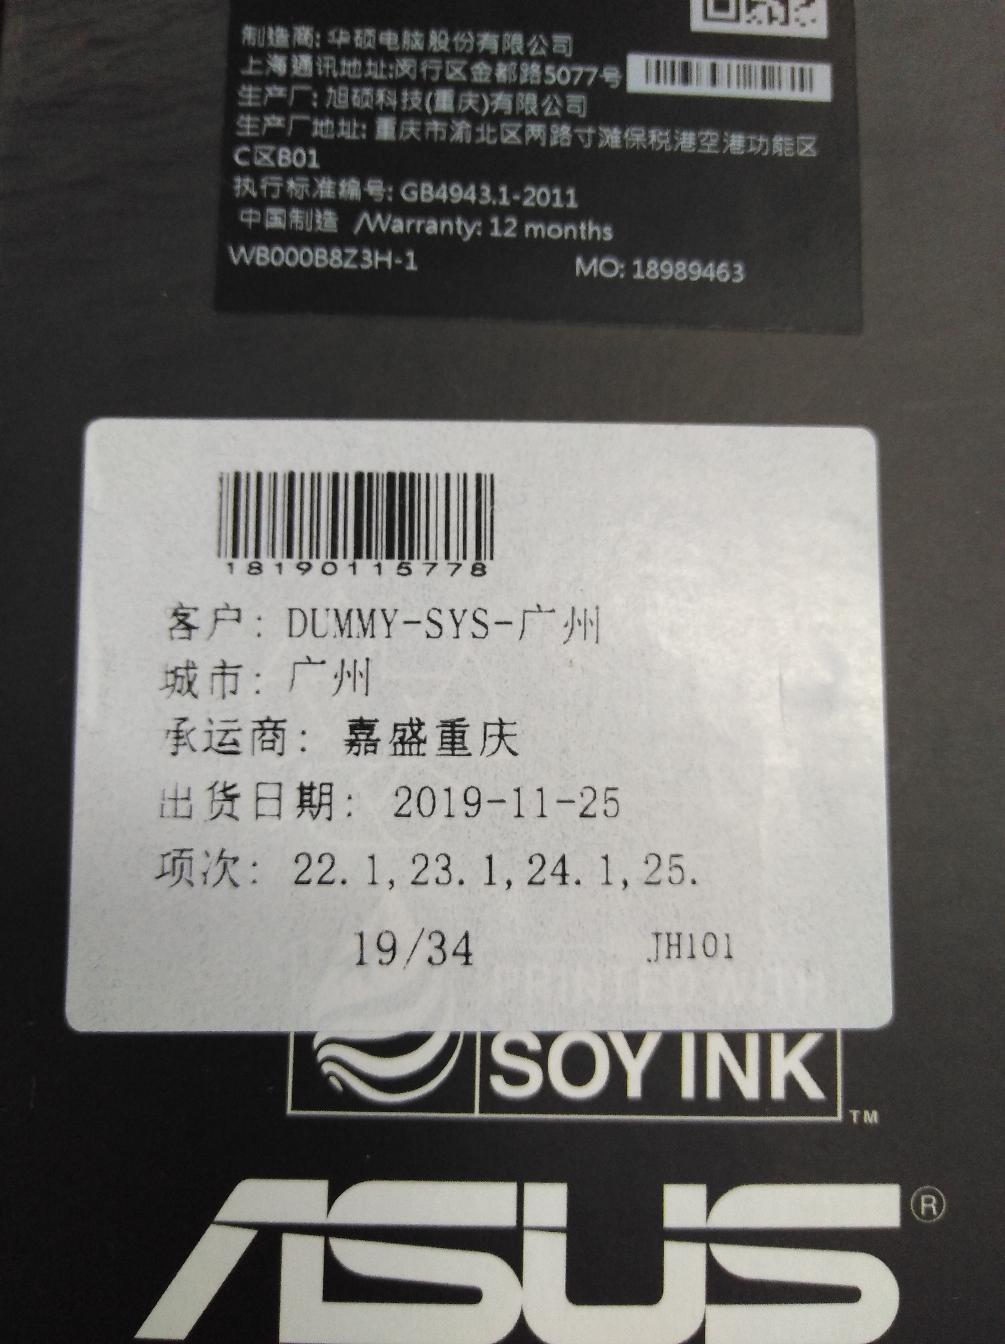 制造商: 华硕电脑股份有限公司
上海通讯地址:闵行区金都路5077号
生产厂: 旭硕科技(重庆)有限公司
生产厂地址: 重庆市渝北区两路寸滩保税港空港功能区
C区B01
执行标准编号: GB4943.1-2011
中国制造 /Warranty: 12 months
WB000B8Z3H-1 MO: 18989463
18190115778
客户: DUMMY-SYS-广州
城市: 广州
承运商: 嘉盛重庆
出货日期: 2019-11-25
项次: 22.1,23.1,24.1,25.
19/34 JH101
PRINTED WITH
SOY INK TM
ASUS ®